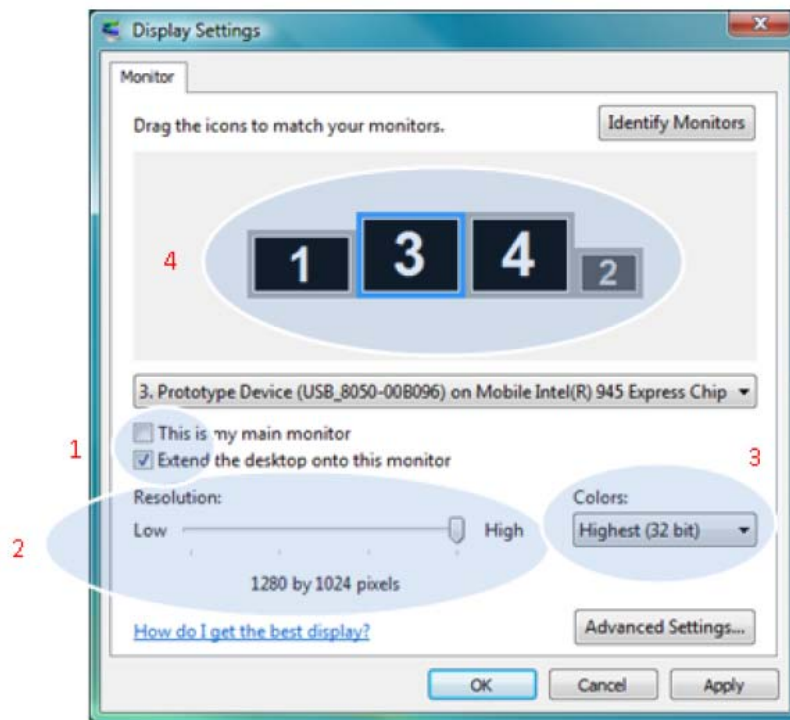 Display Settings
Monitor
Drag the icons to match your monitors.
Identify Monitors
4
1
3
4
2
3. Prototype Device (USB_8050-00B096) on Mobile Intel(R) 945 Express Chip
1
This is my main monitor
Extend the desktop onto this monitor
3
Resolution:
Colors:
2
Low
High
Highest (32 bit)
1280 by 1024 pixels
How do I get the best display?
Advanced Settings...
OK
Cancel
Apply